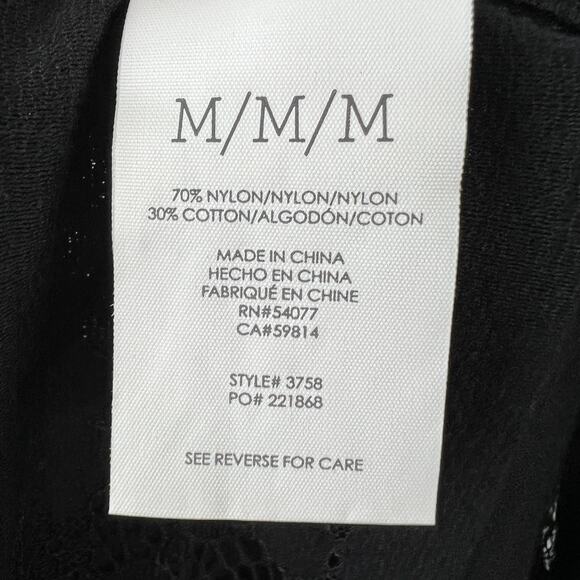 M/M/M
70% NYLON/NYLON/NYLON
30% COTTON/ALGODÓN/COTON
MADE IN CHINA
HECHO EN CHINA
FABRIQUÉ EN CHINE
RN#54077
CA#59814
STYLE# 3758
PO# 221868
SEE REVERSE FOR CARE